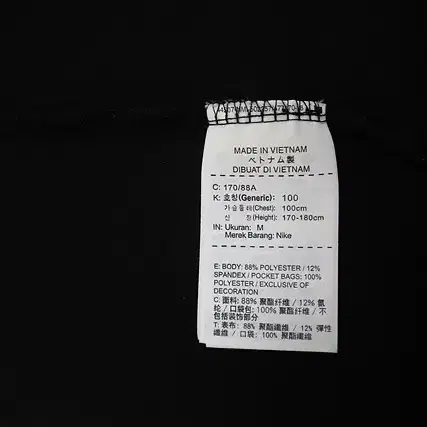 MADE IN VIETNAM
ベトナム製
DIBUAT DI VIETNAM
C: 170/88A
K: 호칭(Generic): 100
가슴둘레(Chest): 100cm
신 장(Height): 170-180cm
IN: Ukuran: M
Merek Barang: Nike
E: BODY: 88% POLYESTER / 12%
SPANDEX / POCKET BAGS: 100%
POLYESTER / EXCLUSIVE OF
DECORATION
C: 面料: 88% 聚酯纤维 / 12% 氨
纶 / 口袋包: 100% 聚酯纤维 / 不
包括装饰部分
T: 表布: 88% 聚酯纖維 / 12% 彈性
纖維 / 口袋: 100% 聚酯纖維